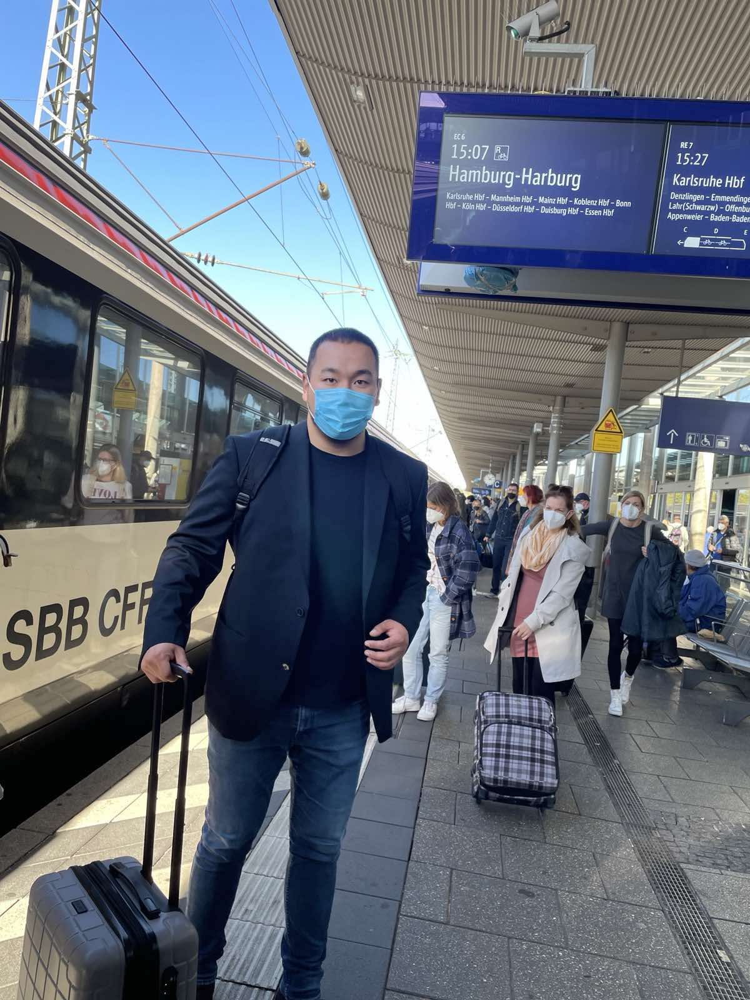 EC 6
15:07
Hamburg-Harburg
Karlsruhe Hbf – Mannheim Hbf – Mainz Hbf – Koblenz Hbf – Bonn
Hbf – Köln Hbf – Düsseldorf Hbf – Duisburg Hbf – Essen Hbf
RE 7
15:27
Karlsruhe Hbf
Denzlingen – Emmendinge
Lahr(Schwarzw) – Offenbu
Appenweier – Baden-Baden
C D E
C
LOVE
SBB CFF